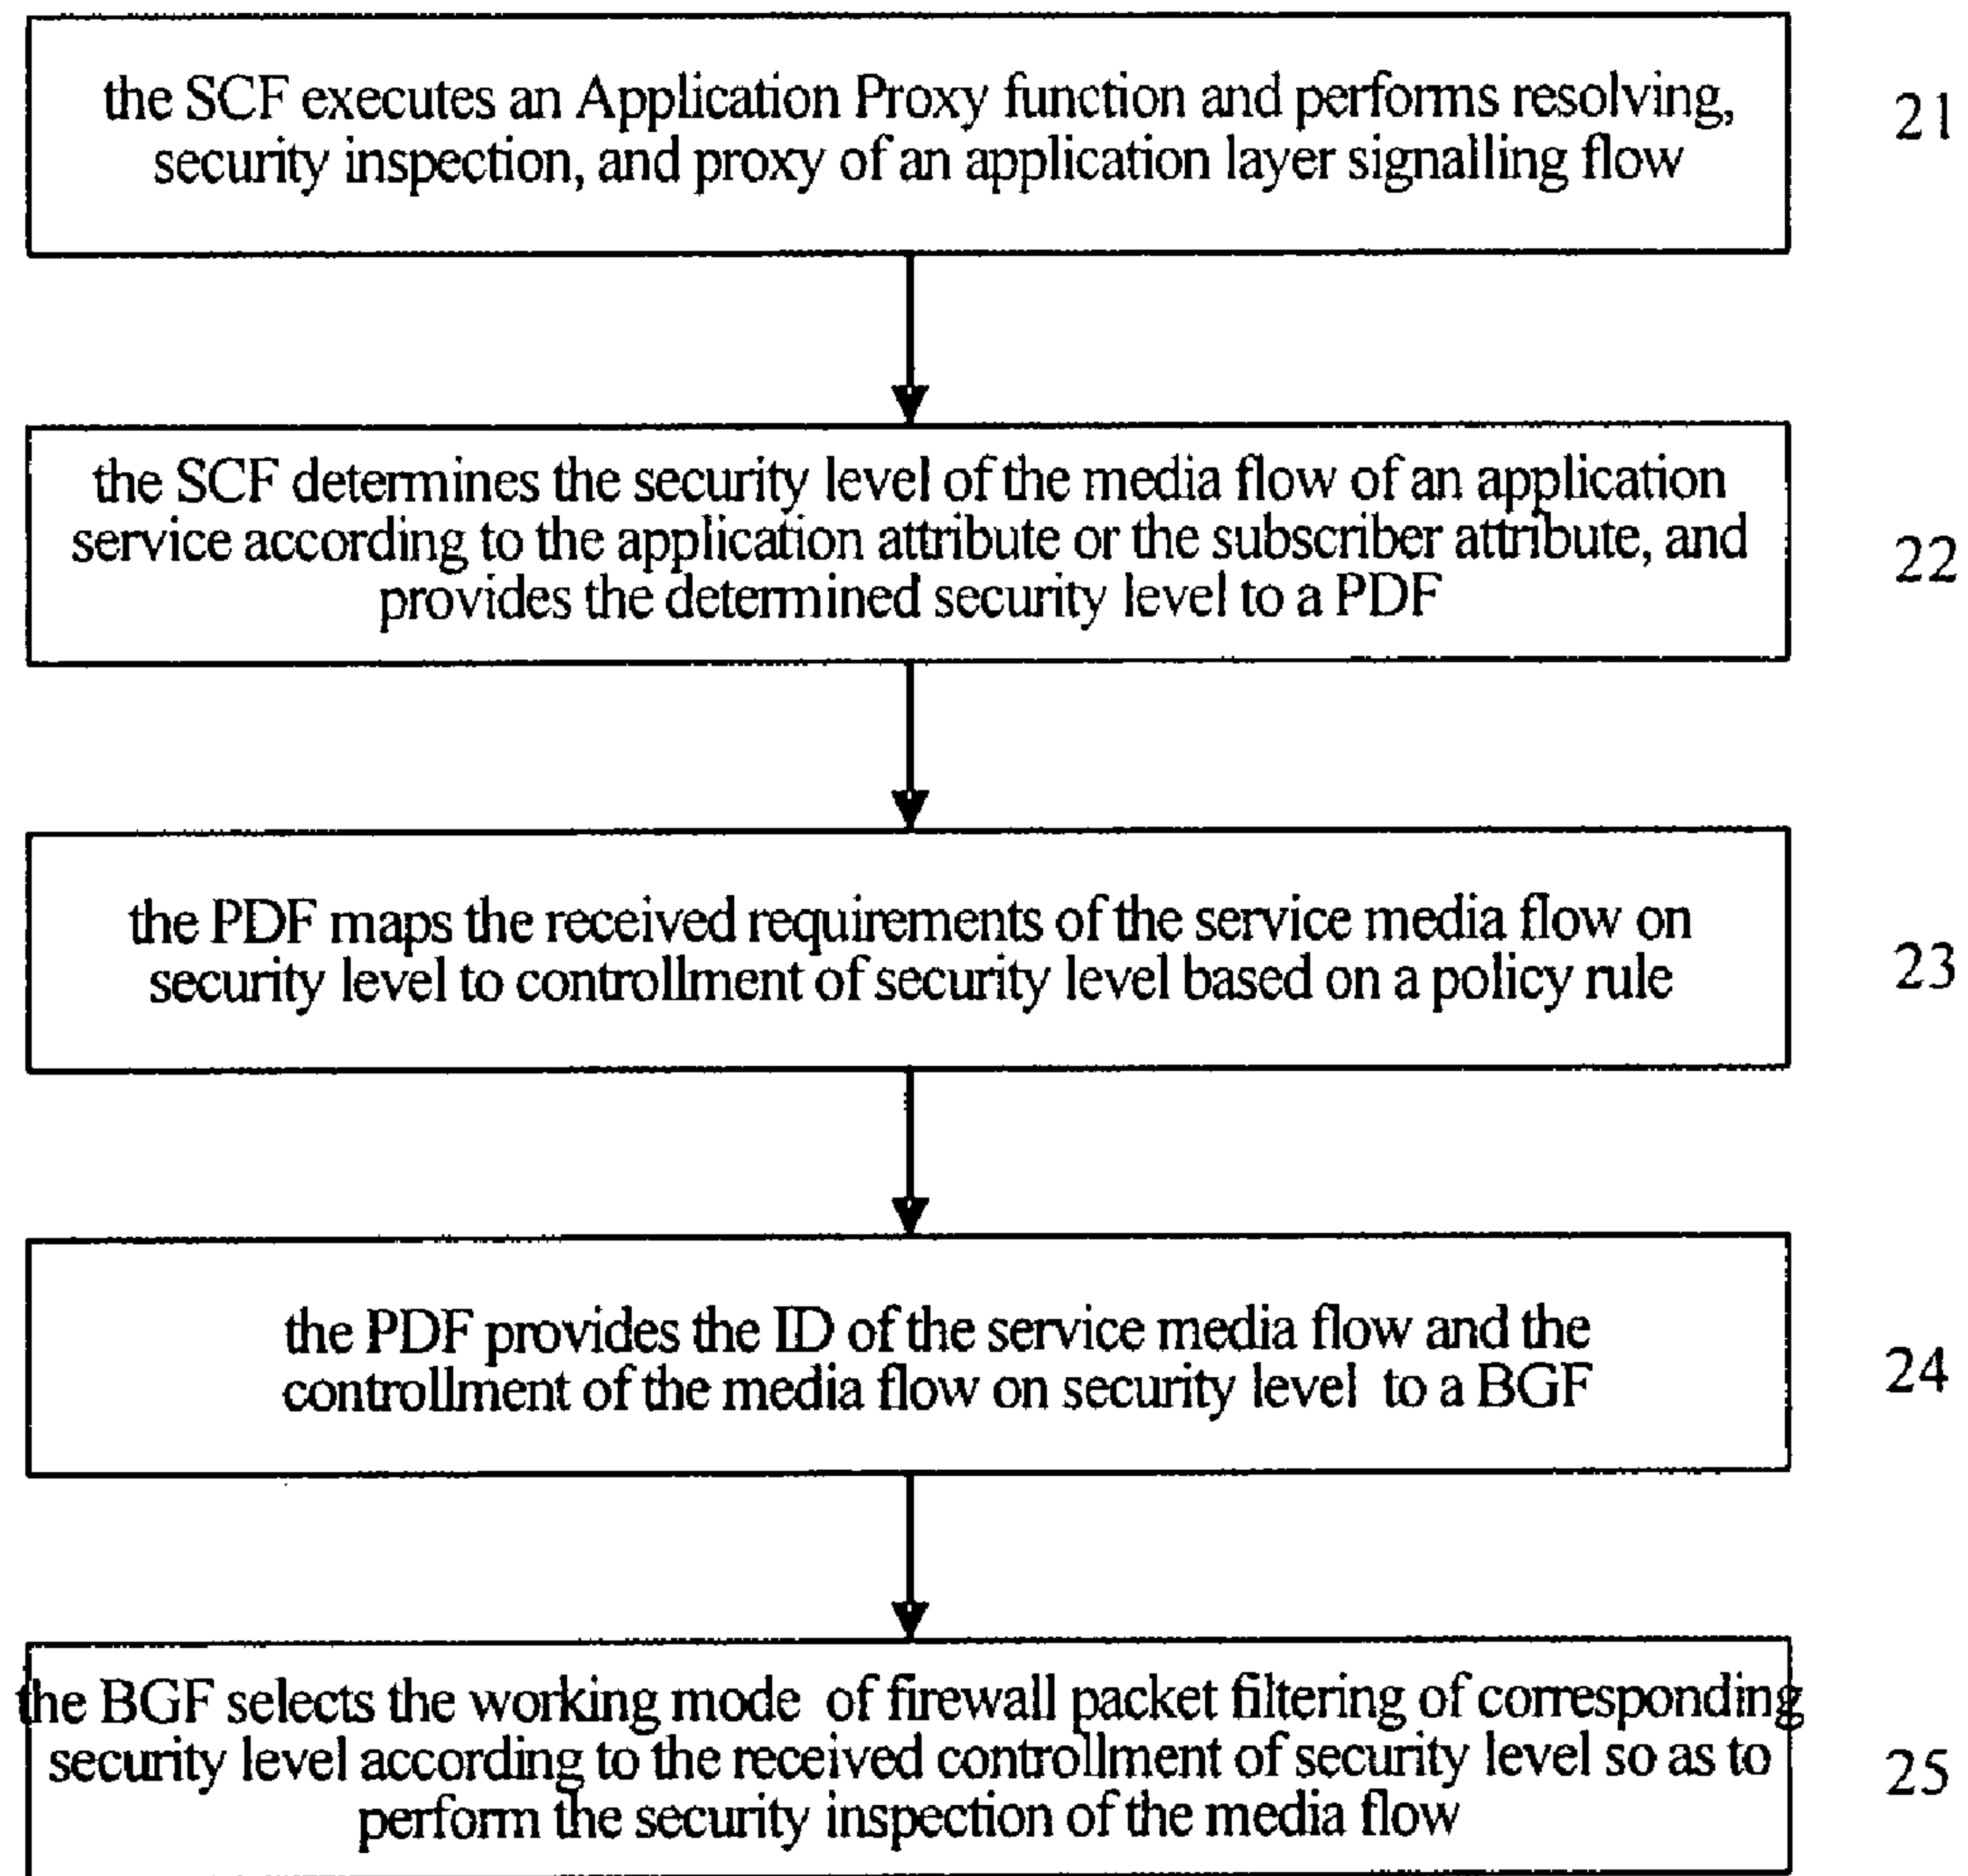 the SCF executes an Application Proxy function and performs resolving,
security inspection, and proxy of an application layer signalling flow
21
the SCF determines the security level of the media flow of an application
service according to the application attribute or the subscriber attribute, and
provides the determined security level to a PDF
22
the PDF maps the received requirements of the service media flow on
security level to controllment of security level based on a policy rule
23
the PDF provides the ID of the service media flow and the
controllment of the media flow on security level to a BGF
24
the BGF selects the working mode of firewall packet filtering of corresponding
security level according to the received controllment of security level so as to
perform the security inspection of the media flow
25